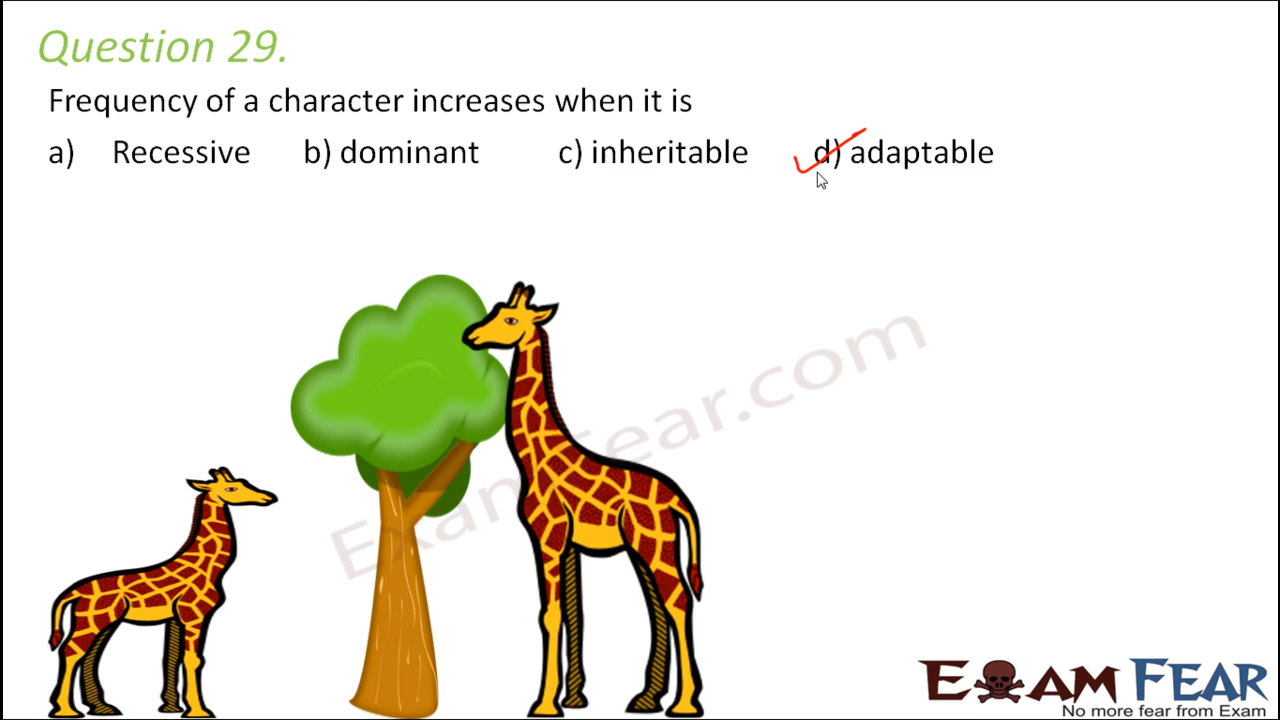 Question 29.
Frequency of a character increases when it is
a) Recessive b) dominant c) inheritable d) adaptable
ExamFear.com
EXAM FEAR
No more fear from Exam